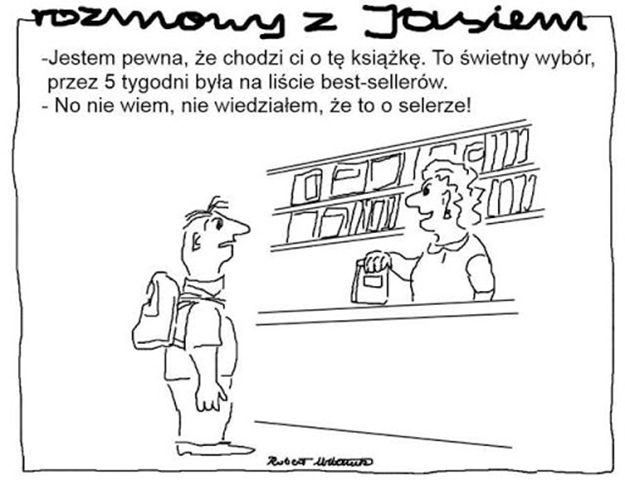 rozmowy z Jasiem
-Jestem pewna, że chodzi ci o tę książkę. To świetny wybór,
przez 5 tygodni była na liście best-sellerów.
- No nie wiem, nie wiedziałem, że to o selerze!
Robert